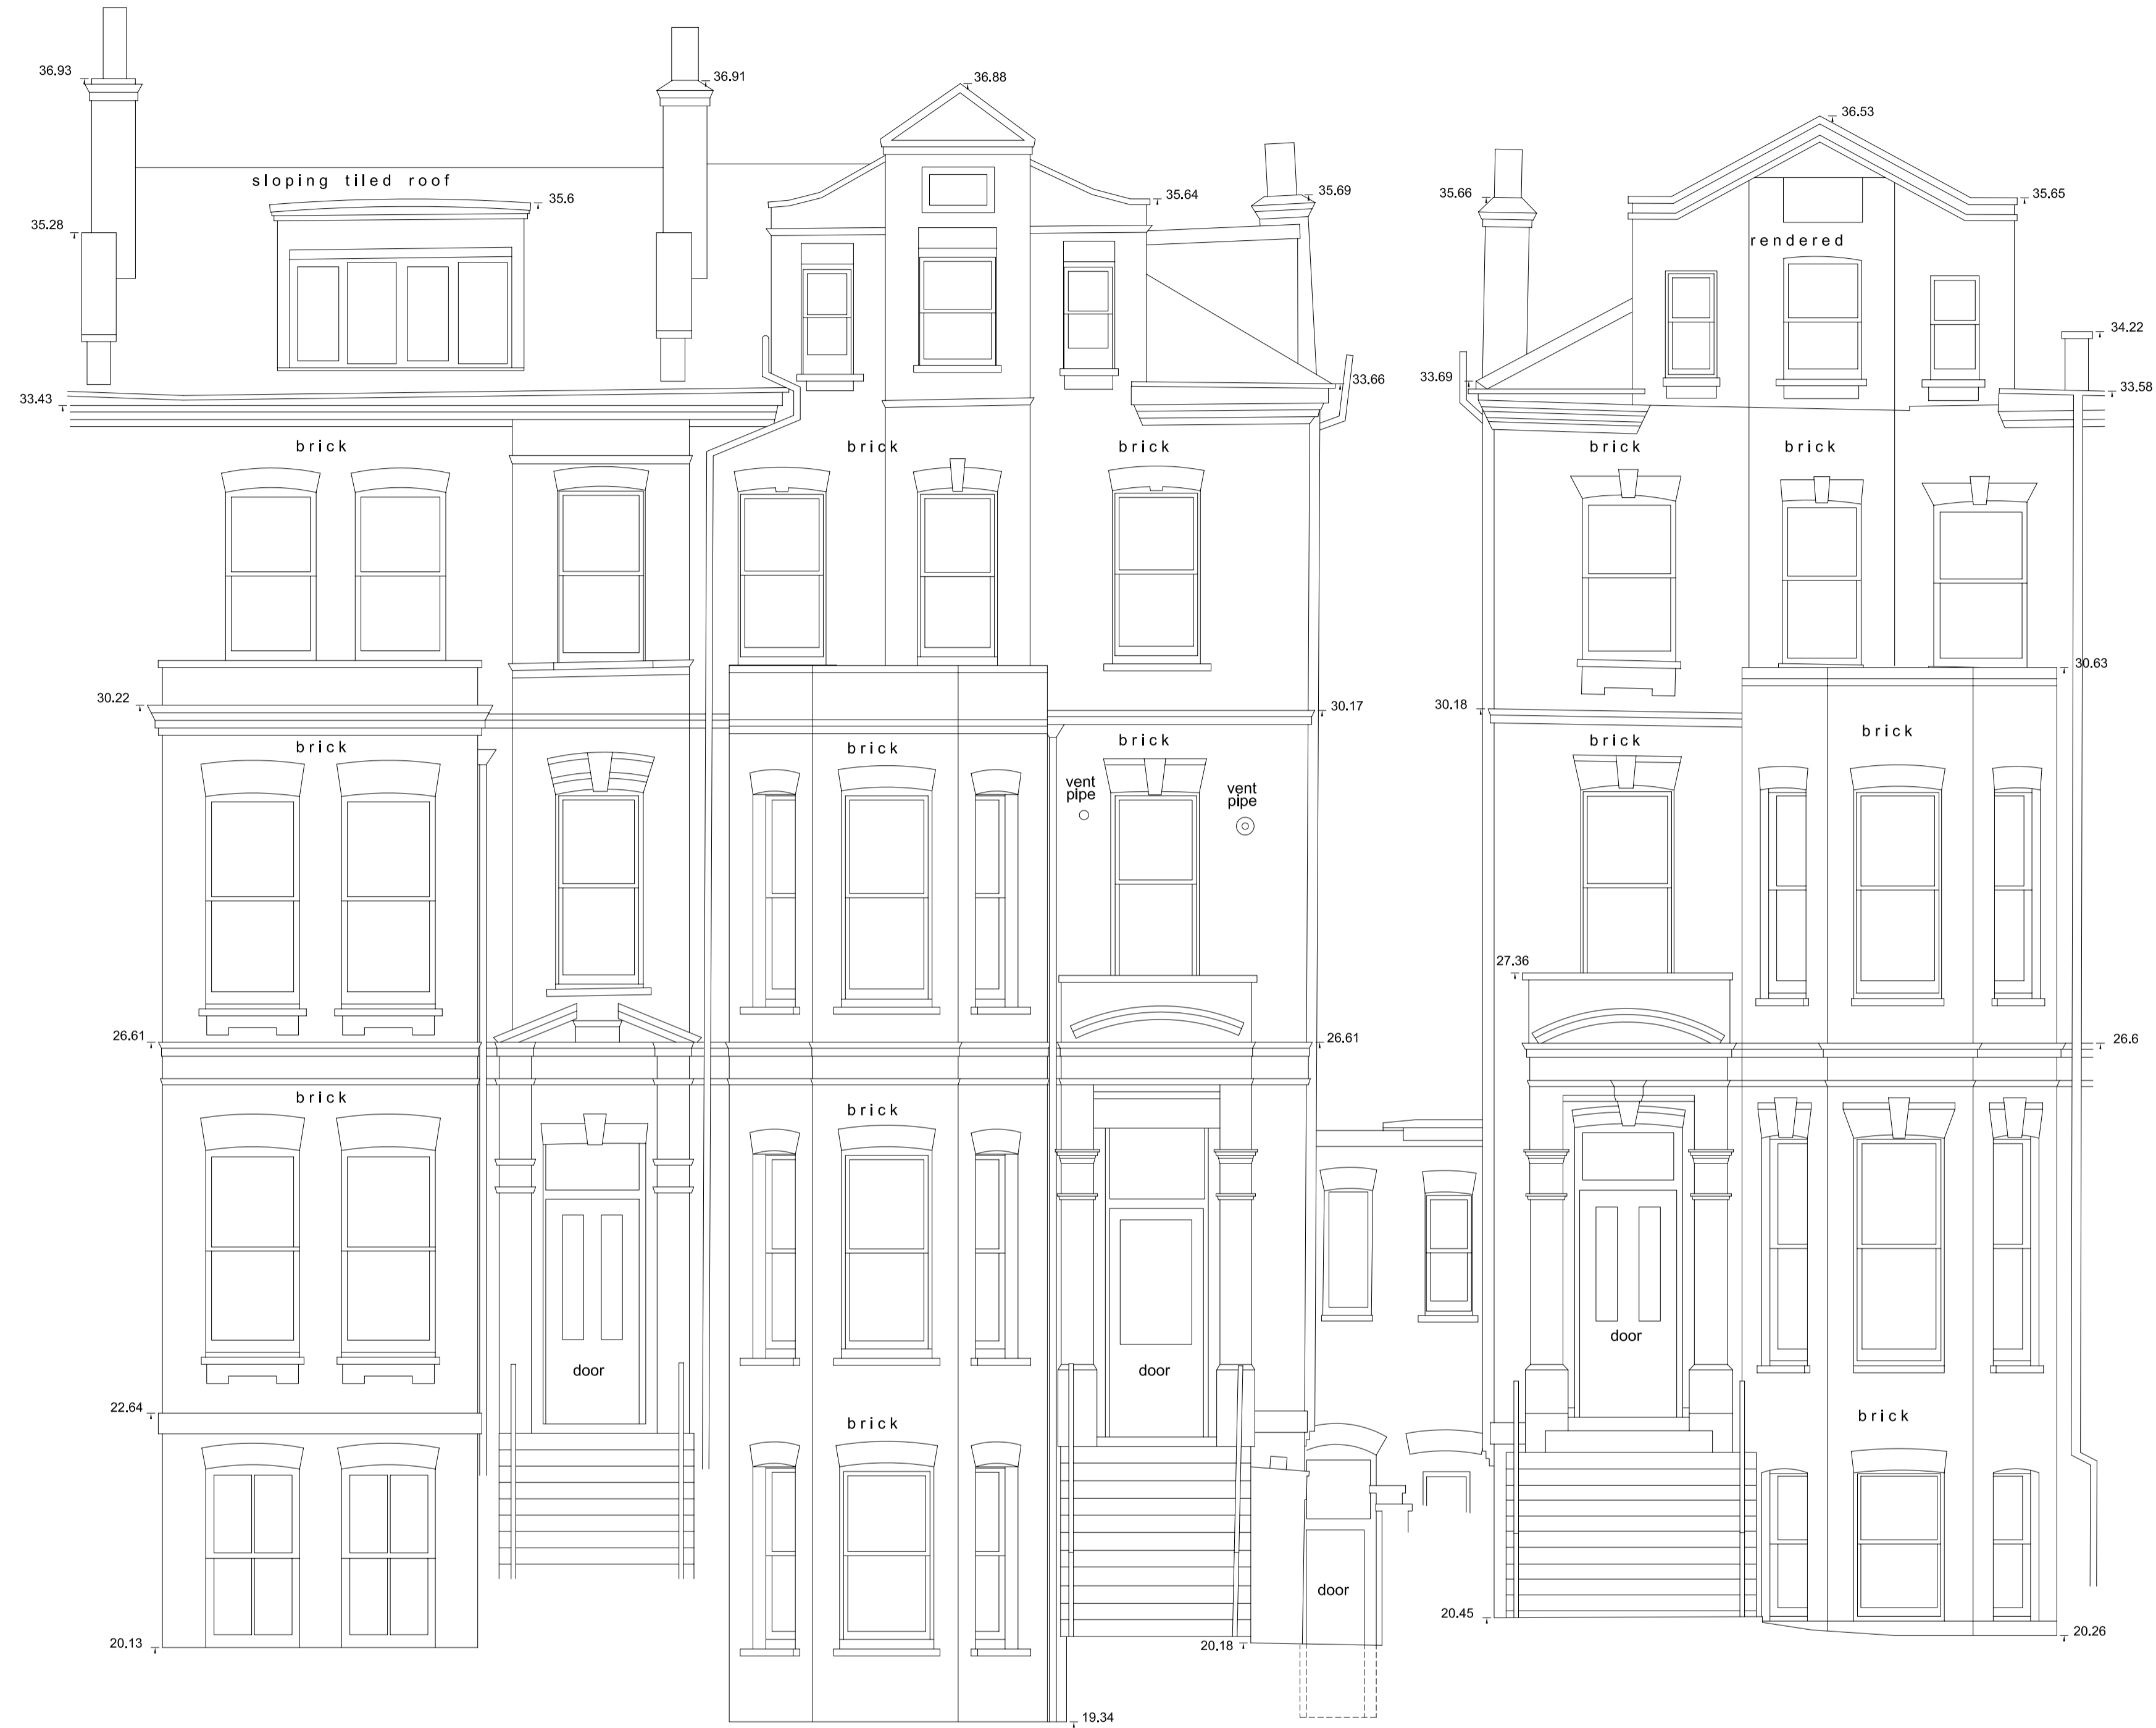 36.93
36.91
36.88
36.53
sloping tiled roof
35.6
35.64
35.69
35.66
35.65
35.28
rendered
34.22
33.43
33.66
33.69
33.58
brick
brick
brick
brick
brick
30.63
30.22
30.17
30.18
brick
brick
brick
brick
brick
vent
pipe
vent
pipe
27.36
26.61
26.61
26.6
brick
brick
door
door
door
22.64
brick
brick
door
20.13
20.18
20.45
20.26
19.34